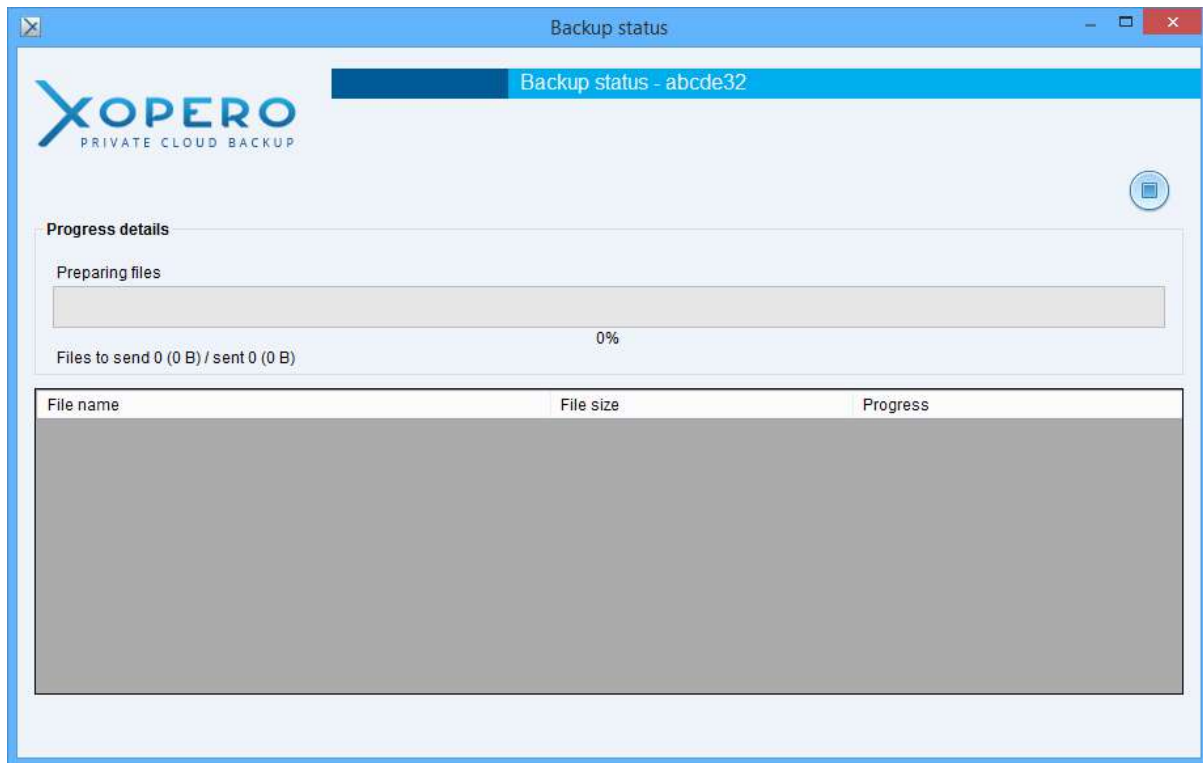 Backup status
Backup status - abcde32
XOPERO
PRIVATE CLOUD BACKUP
Progress details
Preparing files
0%
Files to send 0 (0 B) / sent 0 (0 B)
File name File size Progress